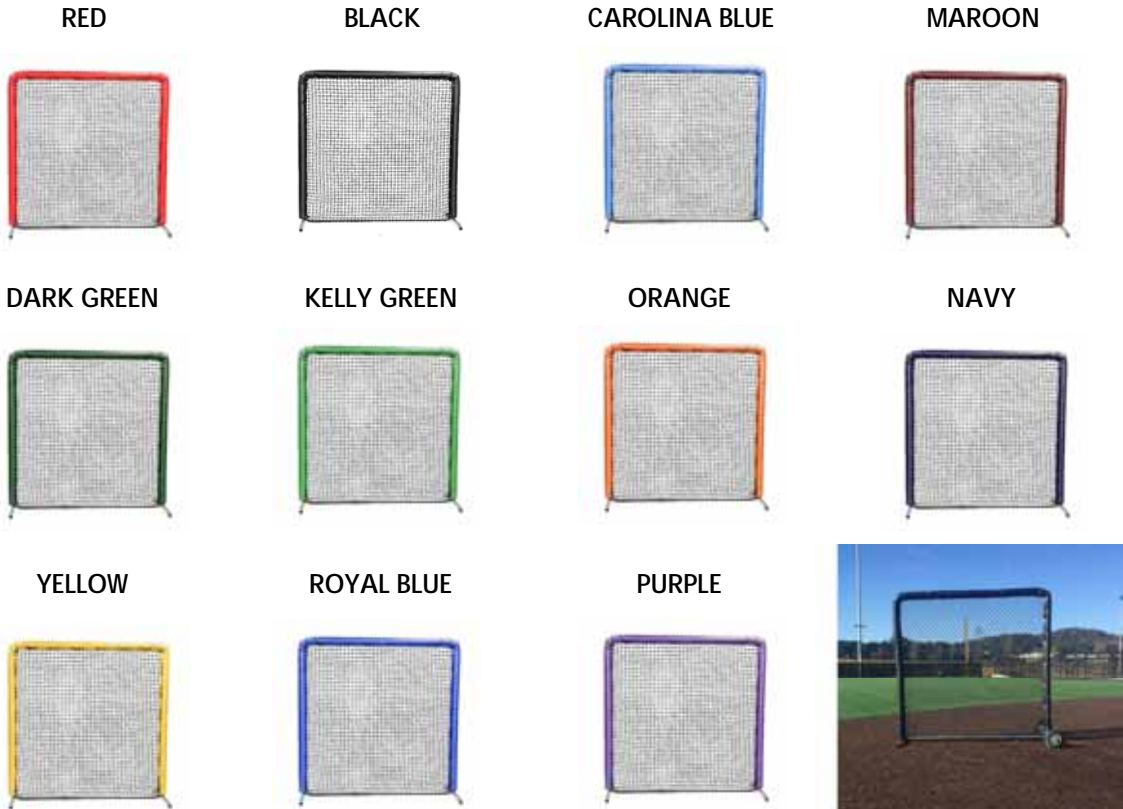 RED
BLACK
CAROLINA BLUE
MAROON
DARK GREEN
KELLY GREEN
ORANGE
NAVY
YELLOW
ROYAL BLUE
PURPLE